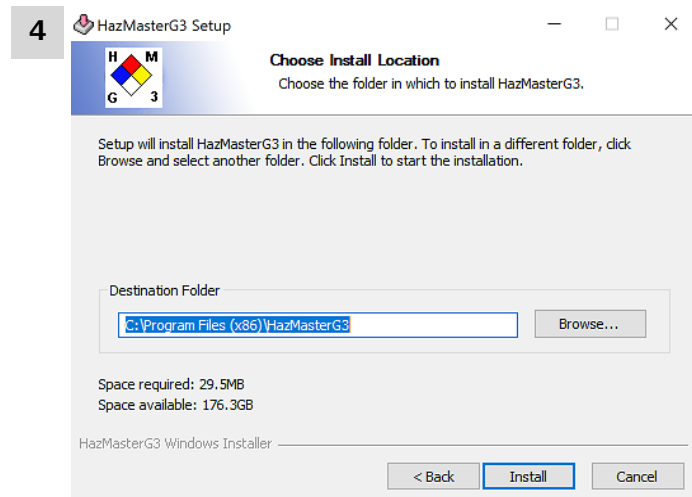 4
HazMasterG3 Setup
H M
G 3
Choose Install Location
Choose the folder in which to install HazMasterG3.
Setup will install HazMasterG3 in the following folder. To install in a different folder, click
Browse and select another folder. Click Install to start the installation.
Destination Folder
C:\Program Files (x86)\HazMasterG3
Browse...
Space required: 29.5MB
Space available: 176.3GB
HazMasterG3 Windows Installer
< Back
Install
Cancel